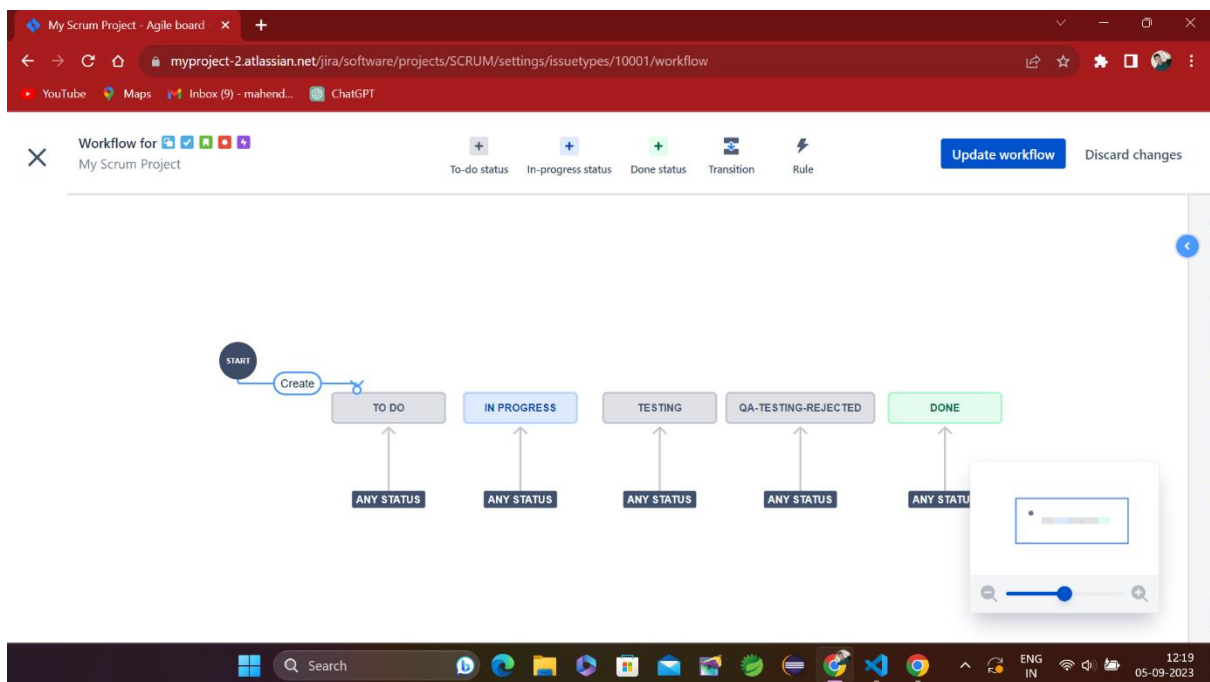 My Scrum Project - Agile board
myproject-2.atlassian.net/jira/software/projects/SCRUM/settings/issuetypes/10001/workflow
YouTube Maps Inbox (9) - mahend... ChatGPT
Workflow for
My Scrum Project
To-do status In-progress status Done status Transition Rule
Update workflow Discard changes
START
Create
TO DO IN PROGRESS TESTING QA-TESTING-REJECTED DONE
ANY STATUS ANY STATUS ANY STATUS ANY STATUS ANY STATU
Search
ENG
IN
12:19
05-09-2023